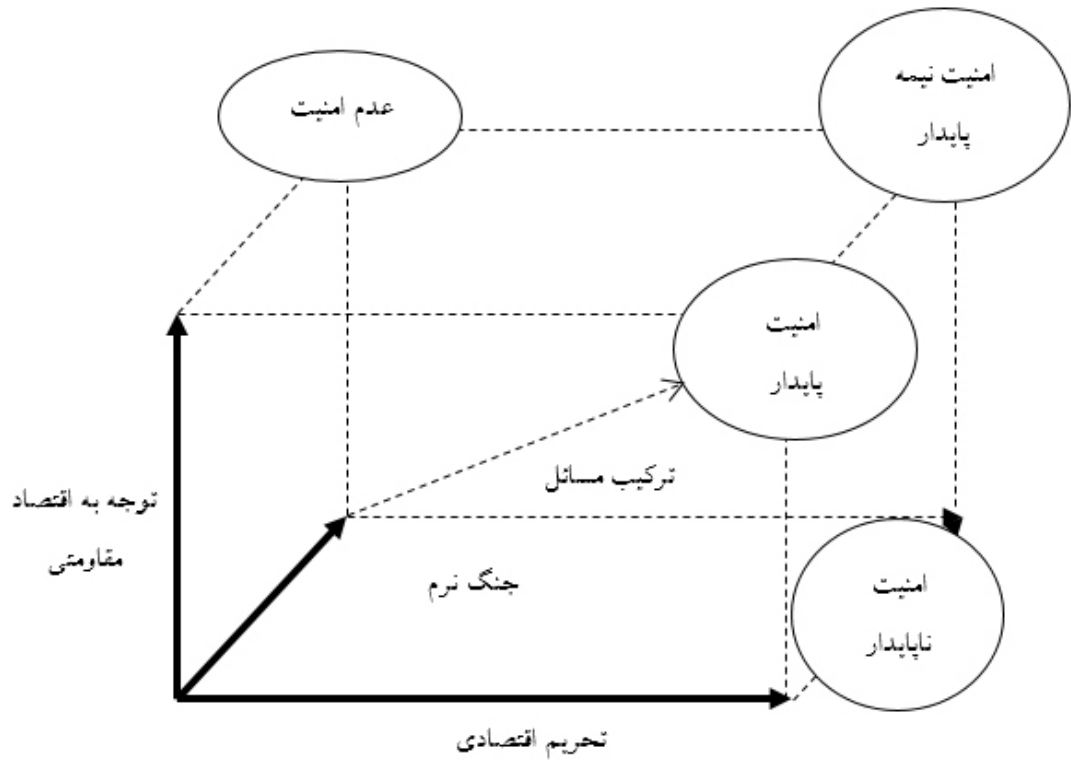 امنیت نیمه
پایدار
عدم امنیت
امنیت
پایدار
ترکیب مسائل
توجه به اقتصاد
مقاومتی
جنگ نرم
امنیت
ناپایدار
تحریم اقتصادی